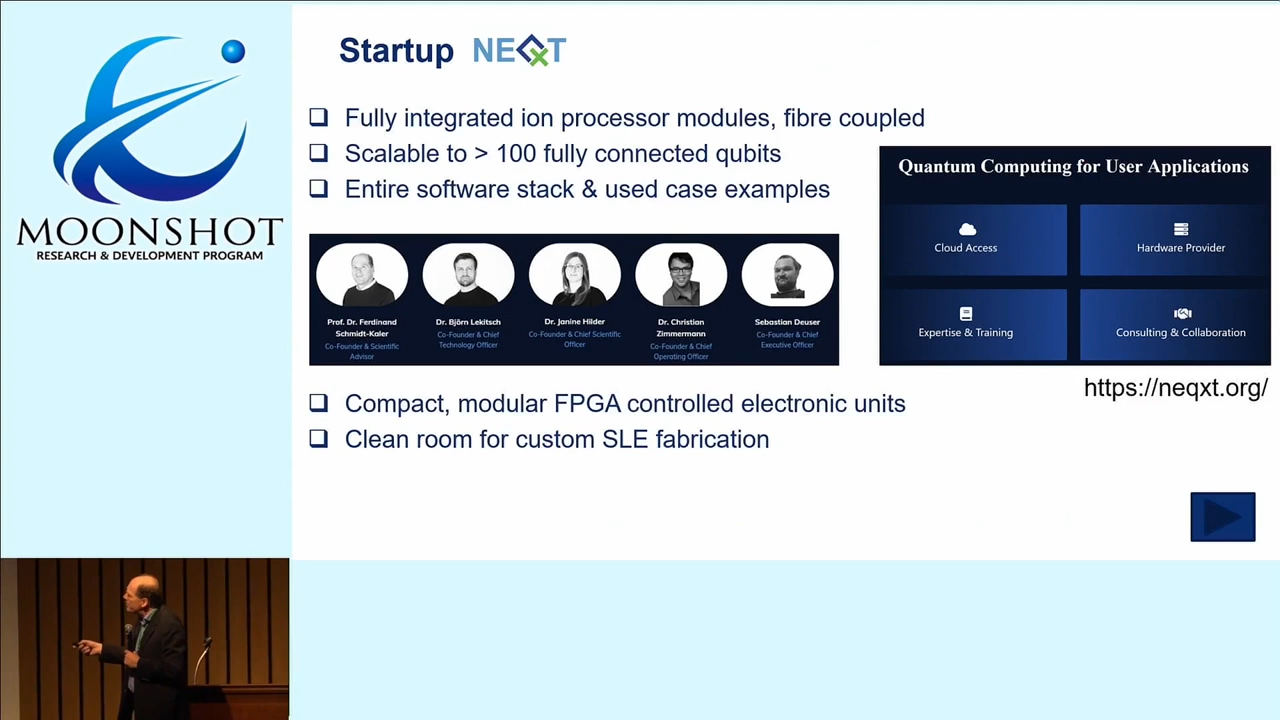 MOONSHOT
RESEARCH & DEVELOPMENT PROGRAM
Startup NEQXT
Fully integrated ion processor modules, fibre coupled
Scalable to > 100 fully connected qubits
Entire software stack & used case examples
Prof. Dr. Ferdinand
Schmidt-Kaler
Co-Founder & Scientific
Advisor
Dr. Björn Lekitsch
Co-Founder & Chief
Technology Officer
Dr. Janine Hilder
Co-Founder & Chief Scientific
Officer
Dr. Christian
Zimmermann
Co-Founder & Chief
Operating Officer
Sebastian Deuser
Co-Founder & Chief
Executive Officer
Quantum Computing for User Applications
Cloud Access
Hardware Provider
Expertise & Training
Consulting & Collaboration
https://neqxt.org/
Compact, modular FPGA controlled electronic units
Clean room for custom SLE fabrication